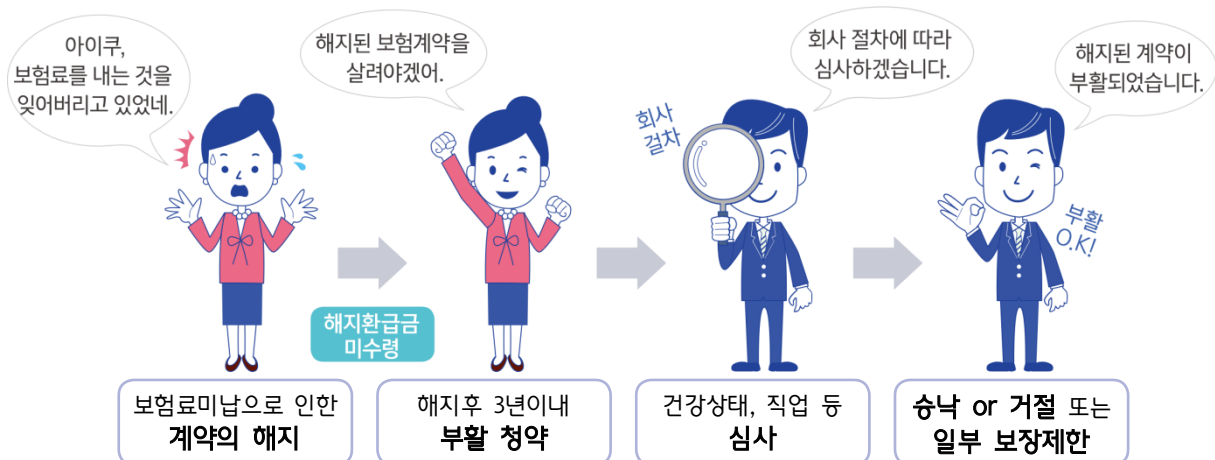 아이쿠,
보험료를 내는 것을
잊어버리고 있었네.
해지된 보험계약을
살려야겠어.
회사 절차에 따라
심사하겠습니다.
해지된 계약이
부활되었습니다.
회사
걸차
부활
O.K!
해지환급금
미수령
보험료미납으로 인한
계약의 해지
해지후 3년이내
부활 청약
건강상태, 직업 등
심사
승낙 or 거절 또는
일부 보장제한